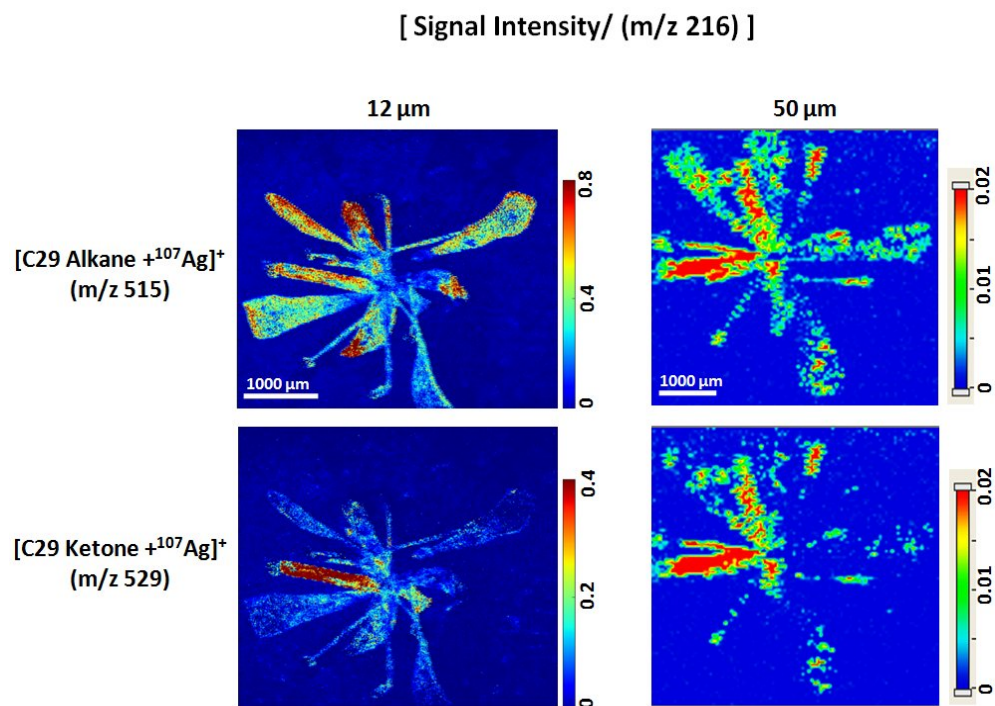 [ Signal Intensity/ (m/z 216) ]
12 µm
50 µm
[C29 Alkane +¹⁰⁷Ag]⁺
(m/z 515)
0.8
0.4
0
1000 µm
0.02
0.01
0
1000 µm
[C29 Ketone +¹⁰⁷Ag]⁺
(m/z 529)
0.4
0.2
0
0.02
0.01
0